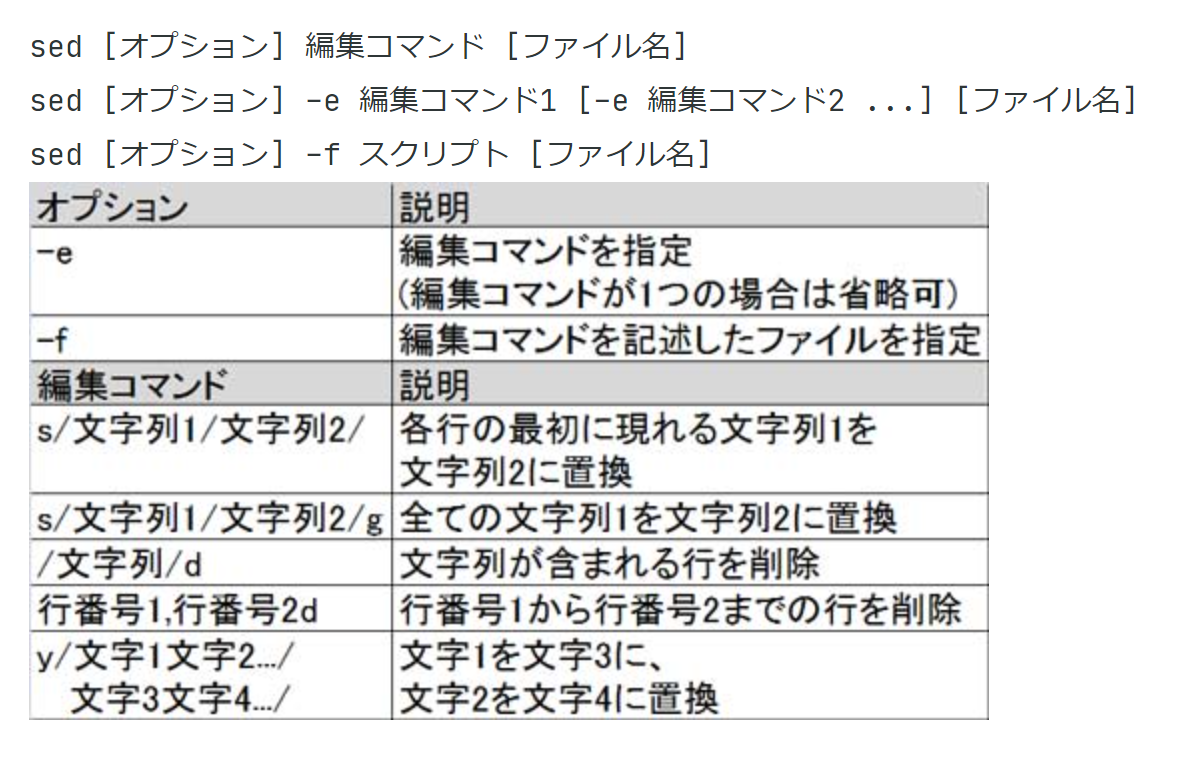 sed [オプション] 編集コマンド [ファイル名]
sed [オプション] -e 編集コマンド1 [-e 編集コマンド2 ...] [ファイル名]
sed [オプション] -f スクリプト [ファイル名]
オプション 説明
-e 編集コマンドを指定
(編集コマンドが1つの場合は省略可)
-f 編集コマンドを記述したファイルを指定
編集コマンド 説明
s/文字列1/文字列2/ 各行の最初に現れる文字列1を
文字列2に置換
s/文字列1/文字列2/g 全ての文字列1を文字列2に置換
/文字列/d 文字列が含まれる行を削除
行番号1,行番号2d 行番号1から行番号2までの行を削除
y/文字1文字2…/ 文字1を文字3に、
文字3文字4…/ 文字2を文字4に置換